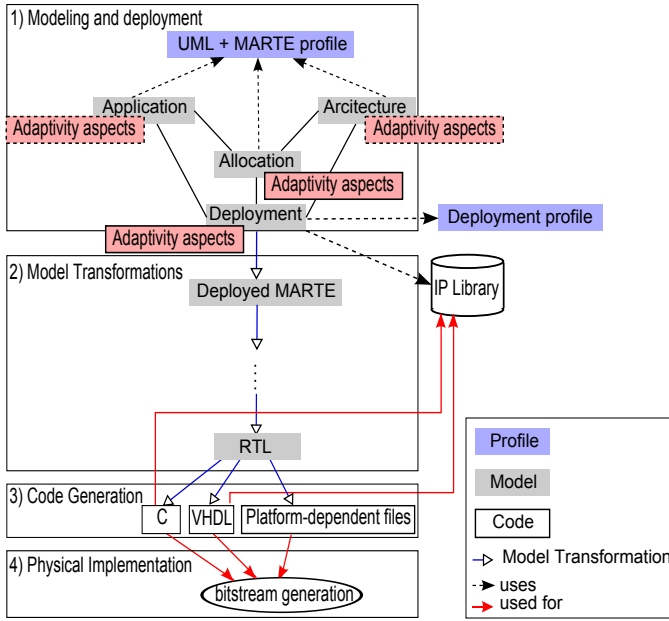 1) Modeling and deployment
UML + MARTE profile
Application
Arcitecture
Adaptivity aspects
Adaptivity aspects
Allocation
Adaptivity aspects
Deployment
Deployment profile
Adaptivity aspects
2) Model Transformations
Deployed MARTE
IP Library
RTL
3) Code Generation
C
VHDL
Platform-dependent files
4) Physical Implementation
bitstream generation
Profile
Model
Code
Model Transformation
uses
used for